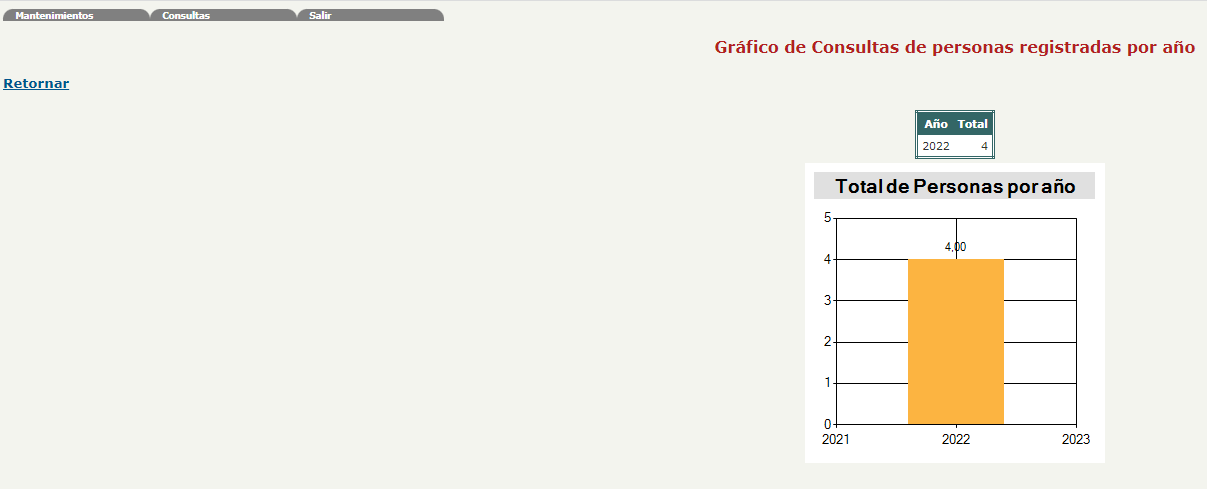 Mantenimientos Consultas Salir
Gráfico de Consultas de personas registradas por año
Retornar
Año Total
2022 4
Total de Personas por año
5
4,00
4
3
2
1
0
2021 2022 2023